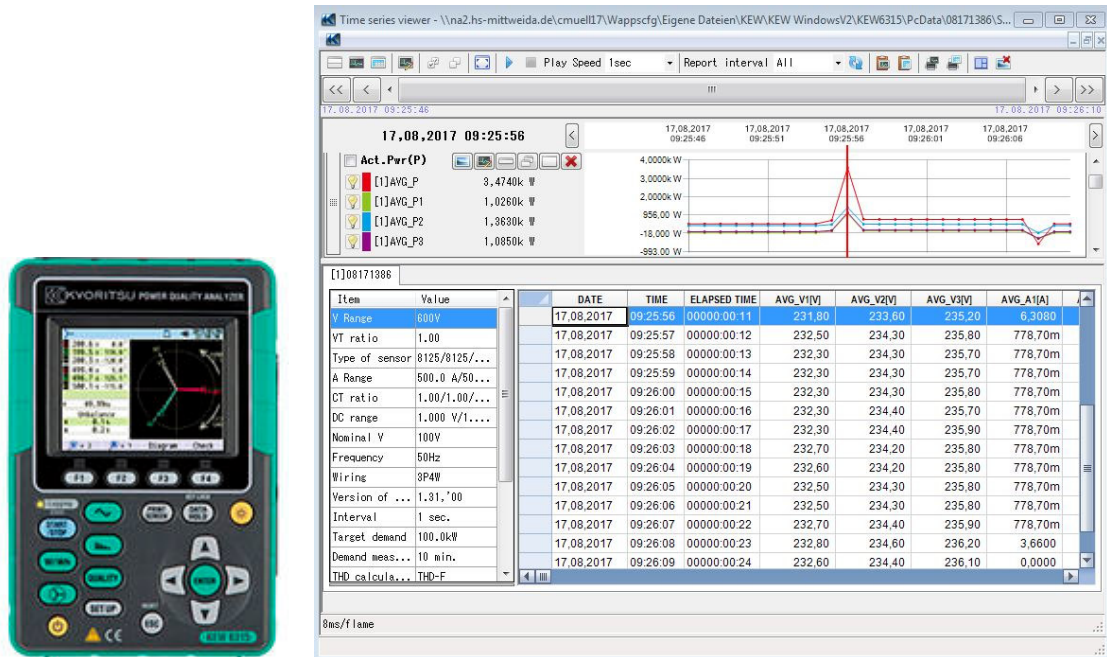 KYORITSU POWER QUALITY ANALYZER
Unbalance
Diagram Check
F1 F2 F3 F4
PRINT SCREEN
DATA HOLD
START /STOP
QUALITY
ENTER
SET UP
ESC
CE
KEW 6315
Time series viewer - \\na2.hs-mittweida.de\cmuell17\Wappscfg\Eigene Dateien\KEW\KEW WindowsV2\KEW6315\PcData\08171386\S...
Play Speed 1sec Report interval All
<< < > >>
17.08.2017 09:25:46 17.08.2017 09:26:10
17,08,2017 09:25:56
17,08,2017 09:25:46
17,08,2017 09:25:51
17,08,2017 09:25:56
17,08,2017 09:26:01
17,08,2017 09:26:06
Act.Pwr(P)
[1]AVG_P 3,4740k W
[1]AVG_P1 1,0260k W
[1]AVG_P2 1,3630k W
[1]AVG_P3 1,0850k W
4,0000k W
3,0000k W
2,0000k W
956,00 W
-18,000 W
-993.00 W
[1]08171386
Item Value
V Range 600V
VT ratio 1.00
Type of sensor 8125/8125/...
A Range 500.0 A/50...
CT ratio 1.00/1.00/...
DC range 1.000 V/1....
Nominal V 100V
Frequency 50Hz
Wiring 3P4W
Version of ... 1.31,'00
Interval 1 sec.
Target demand 100.0kW
Demand meas... 10 min.
THD calcula... THD-F
DATE TIME ELAPSED TIME AVG_V1[V] AVG_V2[V] AVG_V3[V] AVG_A1[A]
17,08,2017 09:25:56 00000:00:11 231,80 233,60 235,20 6,3080
17,08,2017 09:25:57 00000:00:12 232,50 234,30 235,80 778,70m
17,08,2017 09:25:58 00000:00:13 232,30 234,30 235,70 778,70m
17,08,2017 09:25:59 00000:00:14 232,30 234,30 235,70 778,70m
17,08,2017 09:26:00 00000:00:15 232,30 234,30 235,80 778,70m
17,08,2017 09:26:01 00000:00:16 232,30 234,40 235,70 778,70m
17,08,2017 09:26:02 00000:00:17 232,30 234,40 235,90 778,70m
17,08,2017 09:26:03 00000:00:18 232,70 234,20 235,80 778,70m
17,08,2017 09:26:04 00000:00:19 232,60 234,20 235,80 778,70m
17,08,2017 09:26:05 00000:00:20 232,50 234,30 235,80 778,70m
17,08,2017 09:26:06 00000:00:21 232,50 234,30 235,80 778,70m
17,08,2017 09:26:07 00000:00:22 232,70 234,40 235,90 778,70m
17,08,2017 09:26:08 00000:00:23 232,80 234,60 236,20 3,6600
17,08,2017 09:26:09 00000:00:24 232,60 234,40 236,10 0,0000
8ms/flame